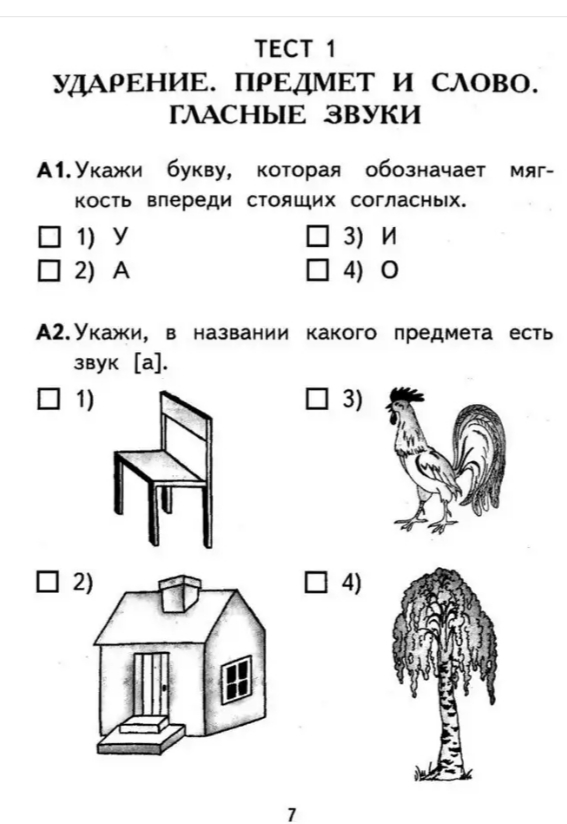 ТЕСТ 1
УДАРЕНИЕ. ПРЕДМЕТ И СЛОВО.
ГЛАСНЫЕ ЗВУКИ
А1. Укажи букву, которая обозначает мяг-
кость впереди стоящих согласных.
1) У 3) И
2) А 4) О
А2. Укажи, в названии какого предмета есть
звук [а].
1) 3)
2) 4)
7